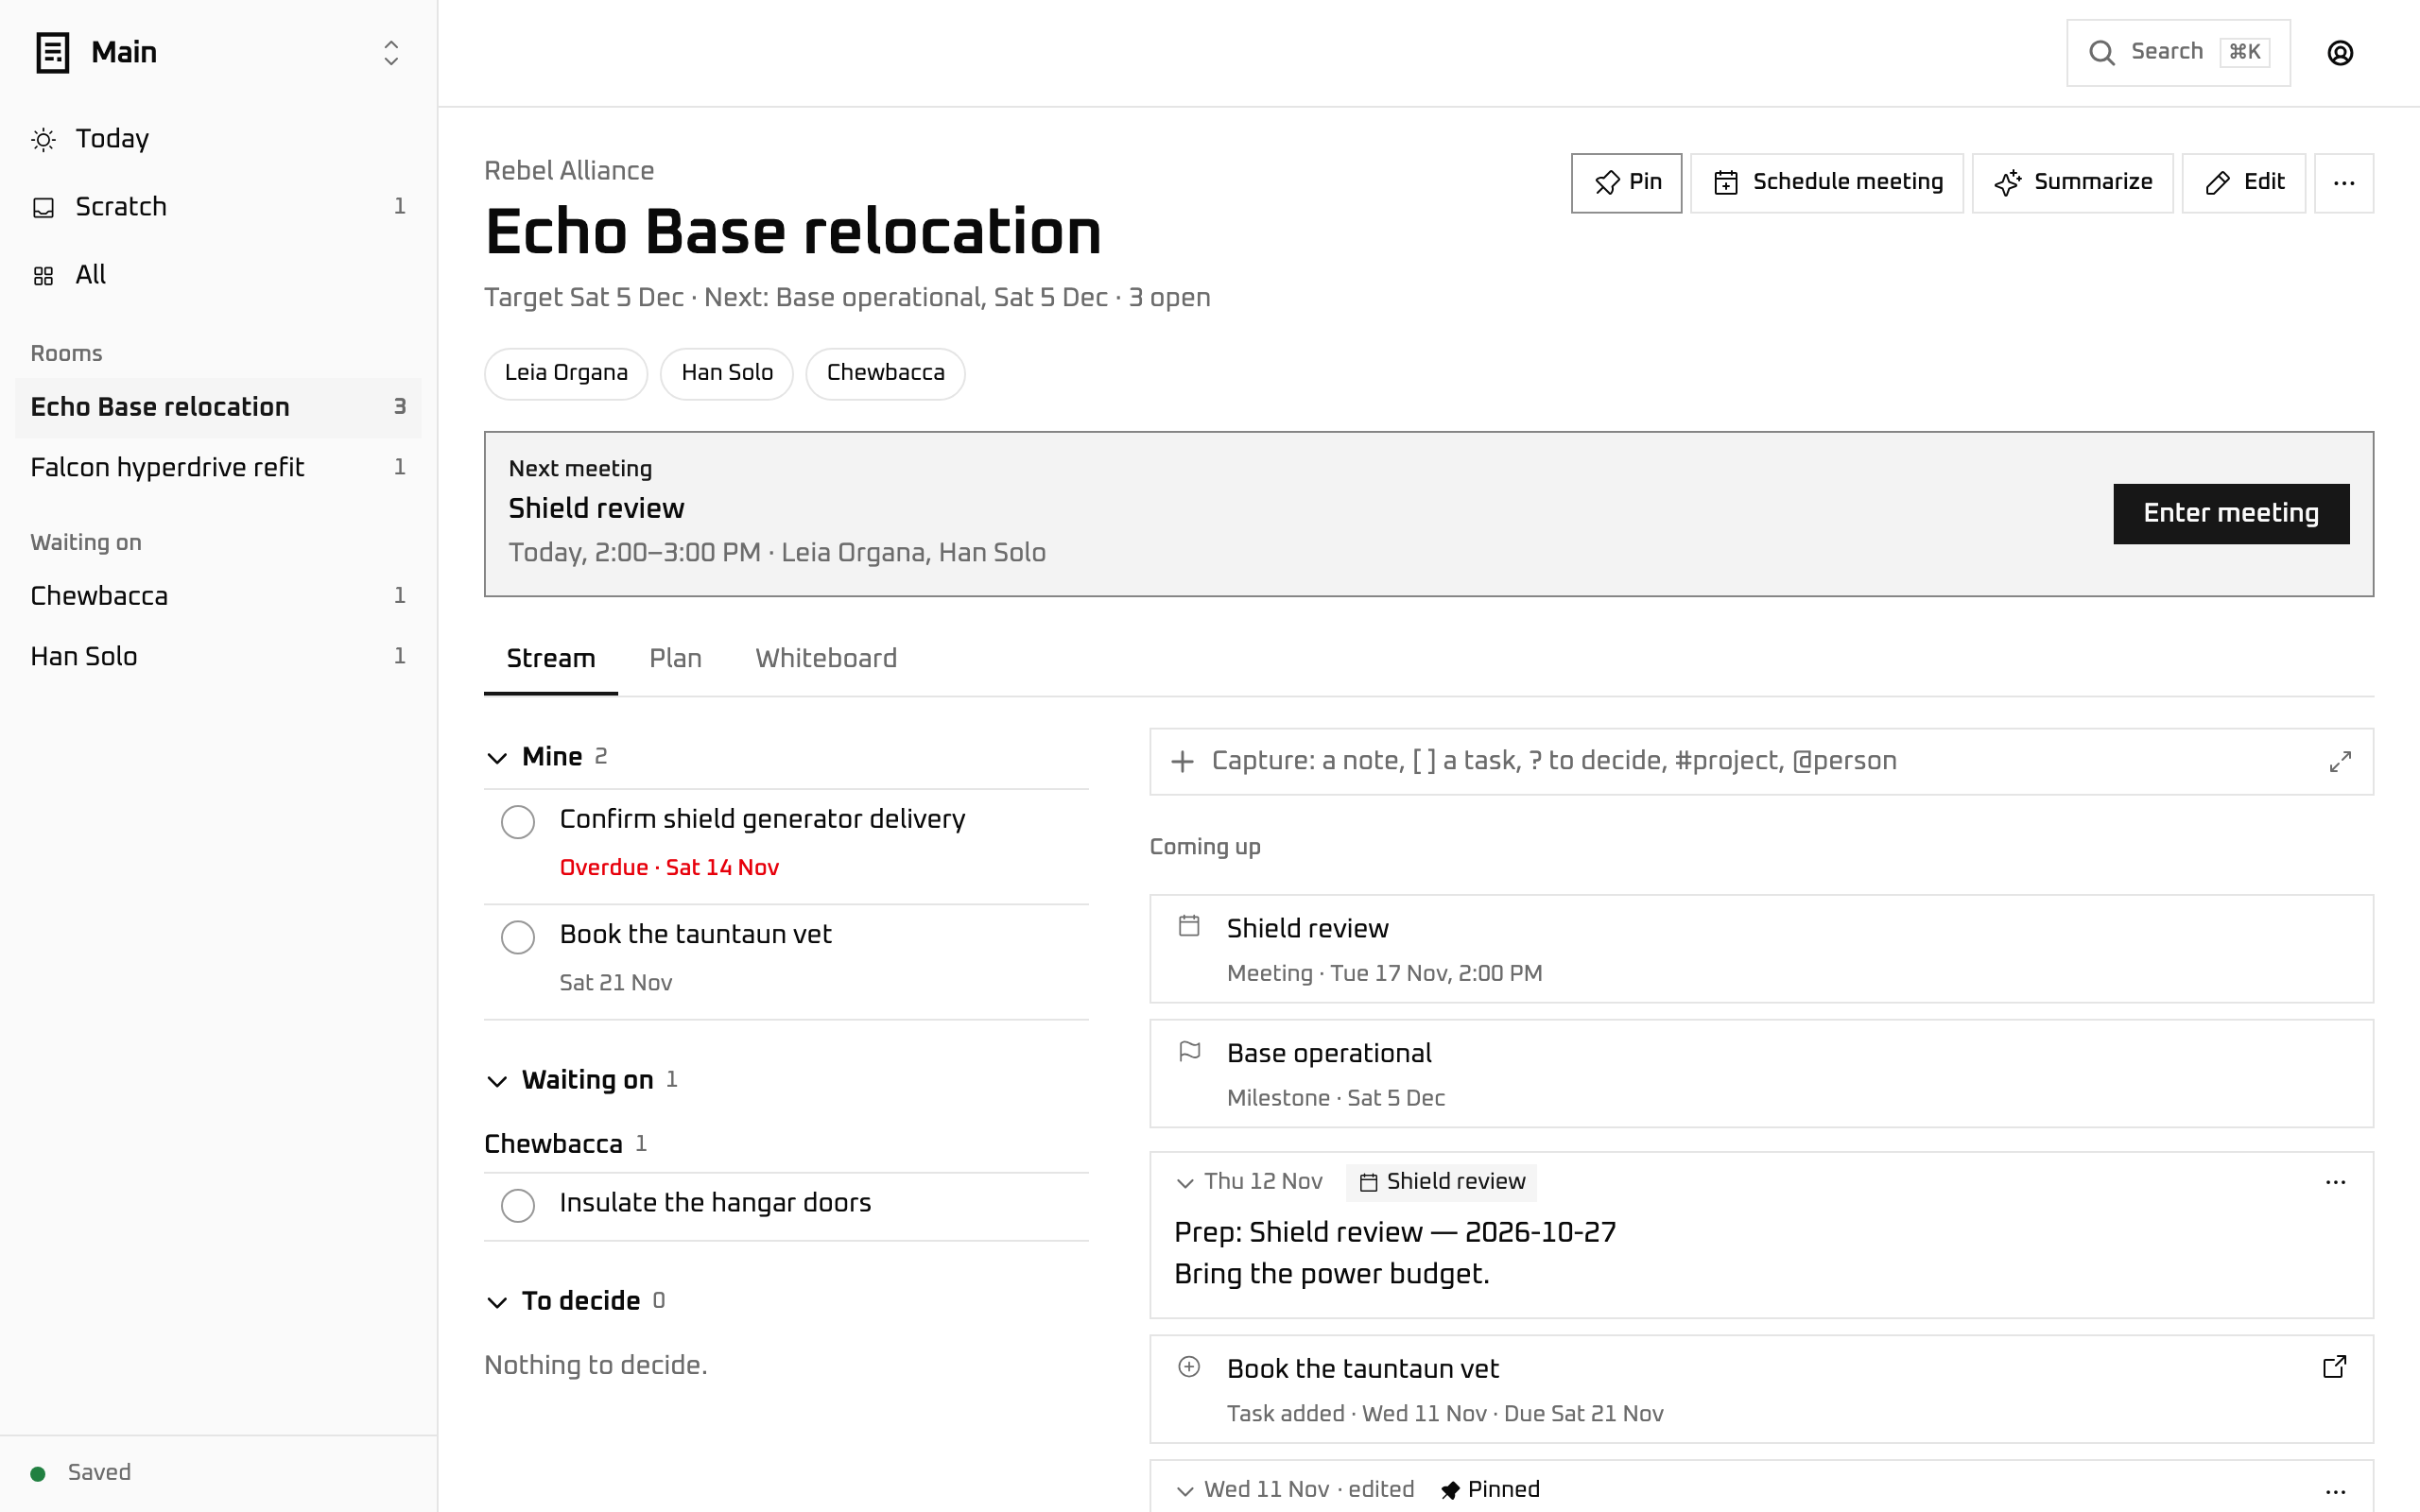 Main
Today
Scratch 1
All
Rooms
Echo Base relocation 3
Falcon hyperdrive refit 1
Waiting on
Chewbacca 1
Han Solo 1
Saved
Search ⌘K
Rebel Alliance
Echo Base relocation
Target Sat 5 Dec · Next: Base operational, Sat 5 Dec · 3 open
Pin
Schedule meeting
Summarize
Edit
Leia Organa
Han Solo
Chewbacca
Next meeting
Shield review
Today, 2:00–3:00 PM · Leia Organa, Han Solo
Enter meeting
Stream
Plan
Whiteboard
Mine 2
Confirm shield generator delivery
Overdue · Sat 14 Nov
Book the tauntaun vet
Sat 21 Nov
Waiting on 1
Chewbacca 1
Insulate the hangar doors
To decide 0
Nothing to decide.
Capture: a note, [ ] a task, ? to decide, #project, @person
Coming up
Shield review
Meeting · Tue 17 Nov, 2:00 PM
Base operational
Milestone · Sat 5 Dec
Thu 12 Nov Shield review
Prep: Shield review — 2026-10-27
Bring the power budget.
Book the tauntaun vet
Task added · Wed 11 Nov · Due Sat 21 Nov
Wed 11 Nov · edited Pinned